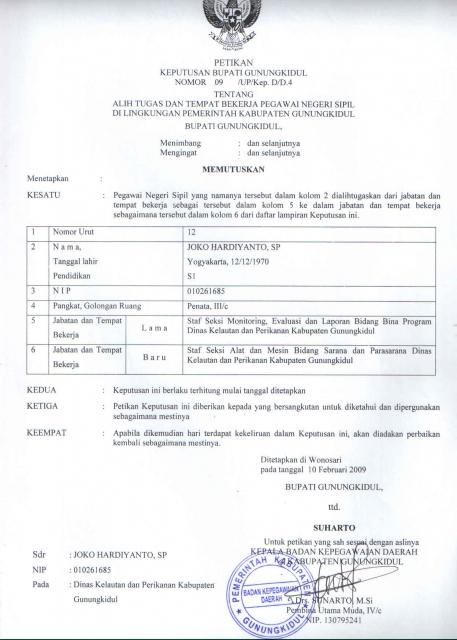 PETIKAN
KEPUTUSAN BUPATI GUNUNGKIDUL
NOMOR 09 /UP/Kep. D/D.4
TENTANG
ALIH TUGAS DAN TEMPAT BEKERJA PEGAWAI NEGERI SIPIL
DI LINGKUNGAN PEMERINTAH KABUPATEN GUNUNGKIDUL
BUPATI GUNUNGKIDUL,
Menimbang : dan selanjutnya
Mengingat : dan selanjutnya
MEMUTUSKAN
Menetapkan :
KESATU : Pegawai Negeri Sipil yang namanya tersebut dalam kolom 2 dialihtugaskan dari jabatan dan
tempat bekerja sebagai tersebut dalam kolom 5 ke dalam jabatan dan tempat bekerja
sebagaimana tersebut dalam kolom 6 dari daftar lampiran Keputusan ini.
1 Nomor Urut 12
2 N a m a, JOKO HARDIYANTO, SP
Tanggal lahir Yogyakarta, 12/12/1970
Pendidikan S1
3 N I P 010261685
4 Pangkat, Golongan Ruang Penata, III/c
5 Jabatan dan Tempat Bekerja L a m a Staf Seksi Monitoring, Evaluasi dan Laporan Bidang Bina Program
Dinas Kelautan dan Perikanan Kabupaten Gunungkidul
6 Jabatan dan Tempat Bekerja B a r u Staf Seksi Alat dan Mesin Bidang Sarana dan Parasarana Dinas
Kelautan dan Perikanan Kabupaten Gunungkidul
KEDUA : Keputusan ini berlaku terhitung mulai tanggal ditetapkan
KETIGA : Petikan Keputusan ini diberikan kepada yang bersangkutan untuk diketahui dan dipergunakan
sebagaimana mestinya
KEEMPAT : Apabila dikemudian hari terdapat kekeliruan dalam Keputusan ini, akan diadakan perbaikan
kembali sebagaimana mestinya.
Ditetapkan di Wonosari
pada tanggal 10 Februari 2009
BUPATI GUNUNGKIDUL,
ttd.
SUHARTO
Untuk petikan yang sah sesuai dengan aslinya
KEPALA BADAN KEPEGAWAIAN DAERAH
KABUPATEN GUNUNGKIDUL
Sdr : JOKO HARDIYANTO, SP
NIP : 010261685
Pada : Dinas Kelautan dan Perikanan Kabupaten
Gunungkidul
PEMERINTAH KABUPATEN
BADAN KEPEGAWAIAN
DAERAH
GUNUNGKIDUL
Drs. SUNARTO, M.Si
Pembina Utama Muda, IV/c
NIP. 130795241